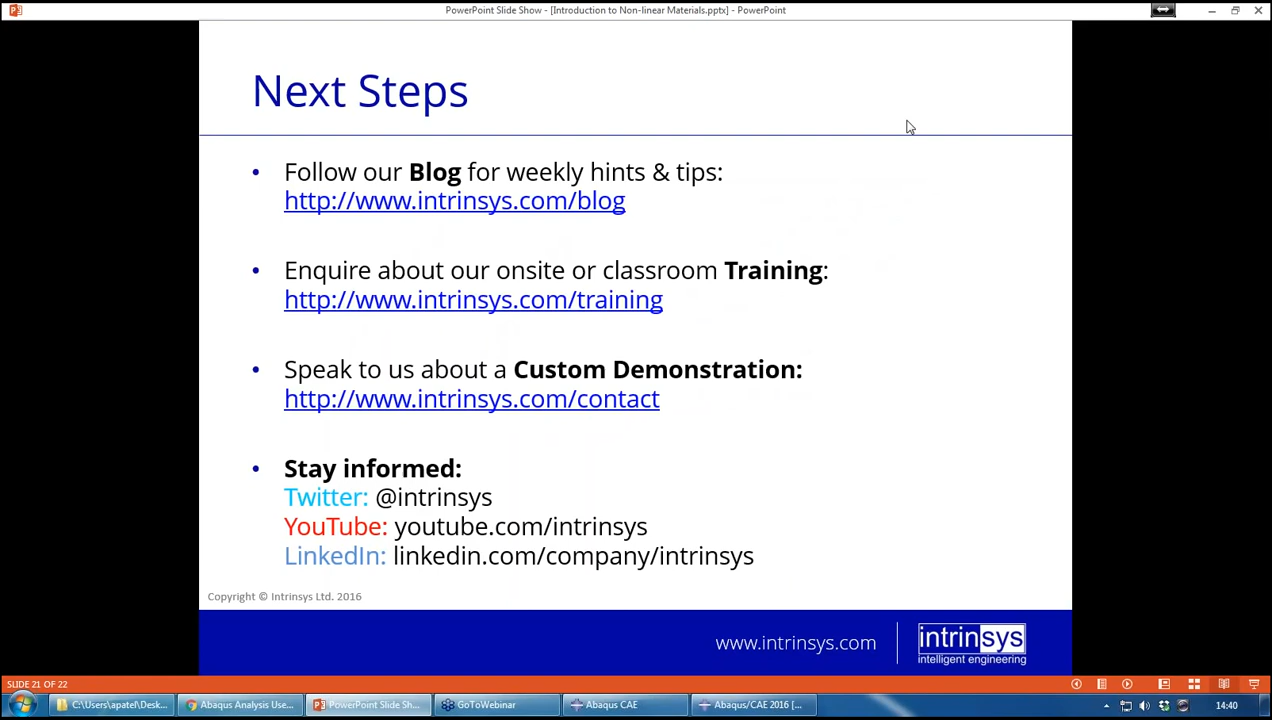 PowerPoint Slide Show - [Introduction to Non-linear Materials.pptx] - PowerPoint
Next Steps
• Follow our Blog for weekly hints & tips:
http://www.intrinsys.com/blog
• Enquire about our onsite or classroom Training:
http://www.intrinsys.com/training
• Speak to us about a Custom Demonstration:
http://www.intrinsys.com/contact
• Stay informed:
Twitter: @intrinsys
YouTube: youtube.com/intrinsys
LinkedIn: linkedin.com/company/intrinsys
Copyright © Intrinsys Ltd. 2016
www.intrinsys.com
intrinsys
intelligent engineering
SLIDE 21 OF 22
C:\Users\apatel\Desk...
Abaqus Analysis Use...
PowerPoint Slide Sh...
GoToWebinar
Abaqus CAE
Abaqus/CAE 2016 [...
14:40